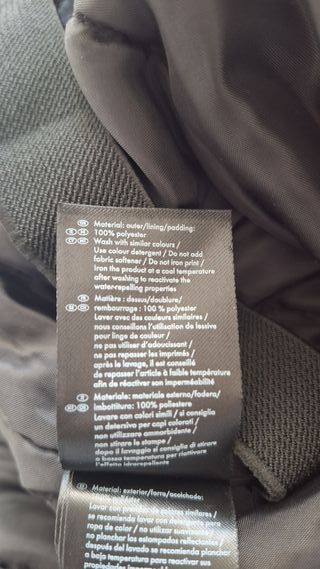 Material: outer/lining/padding:
100% polyester
Wash with similar colours /
Use colour detergent / Do not add
fabric softener / Do not iron print /
Iron the product at a cool temperature
after washing to reactivate the
water-repelling properties
Matière : dessus/doublure/
rembourrage : 100 % polyester
Laver avec des couleurs similaires /
nous conseillons l'utilisation de lessive
pour linge de couleur /
ne pas utiliser d'adoucissant
ne pas repasser les imprimés /
après le lavage, il est conseillé
de repasser l'article à faible température
afin de réactiver son imperméabilité
Materiale: materiale esterno/fodera/
imbottitura: 100% poliestere
Lavare con colori simili / si consiglia
un detersivo per capi colorati /
non utilizzare ammorbidente /
non stirare le stampe /
dopo il lavaggio si consiglia di stirare
a bassa temperatura per riattivare
l'effetto idrorepellente
Material: exterior/forro/acolchado:
Lavar con prendas de colores similares /
se recomienda lavar con detergente para
ropa de color / no utilizar suavizante /
no planchar los estampados reflectantes /
después del lavado se recomienda planchar
a baja temperatura para reactivar sus
propiedades